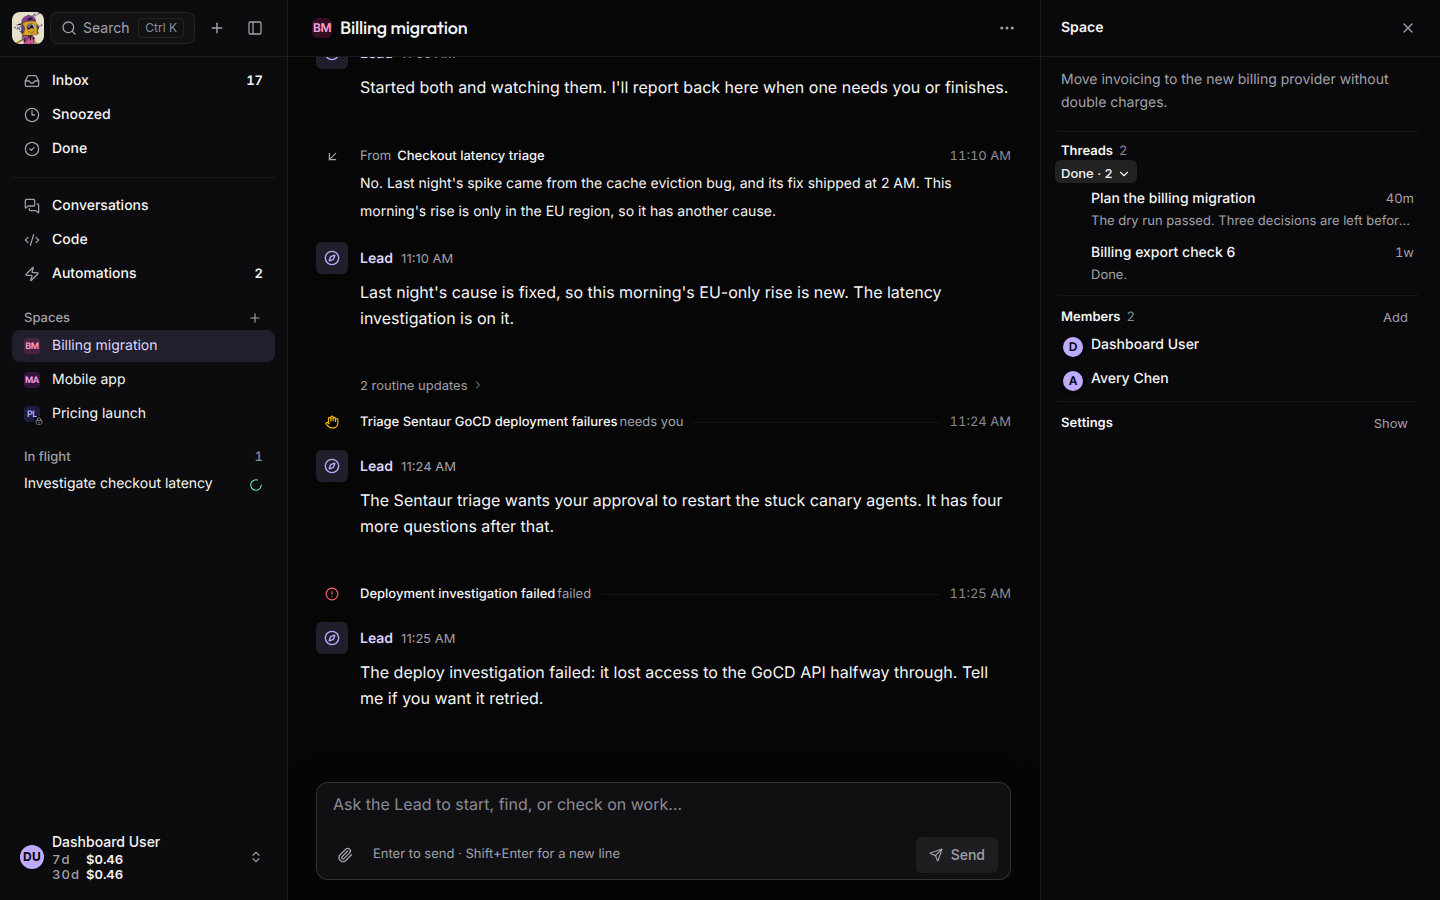 Search Ctrl K
Inbox 17
Snoozed
Done
Conversations
Code
Automations 2
Spaces
BM Billing migration
MA Mobile app
PL Pricing launch
In flight 1
Investigate checkout latency
DU Dashboard User
7d $0.46
30d $0.46
BM Billing migration
Started both and watching them. I'll report back here when one needs you or finishes.
From Checkout latency triage 11:10 AM
No. Last night's spike came from the cache eviction bug, and its fix shipped at 2 AM. This
morning's rise is only in the EU region, so it has another cause.
Lead 11:10 AM
Last night's cause is fixed, so this morning's EU-only rise is new. The latency
investigation is on it.
2 routine updates
Triage Sentaur GoCD deployment failures needs you 11:24 AM
Lead 11:24 AM
The Sentaur triage wants your approval to restart the stuck canary agents. It has four
more questions after that.
Deployment investigation failed failed 11:25 AM
Lead 11:25 AM
The deploy investigation failed: it lost access to the GoCD API halfway through. Tell
me if you want it retried.
Ask the Lead to start, find, or check on work...
Enter to send · Shift+Enter for a new line Send
Space
Move invoicing to the new billing provider without
double charges.
Threads 2
Done · 2
Plan the billing migration 40m
The dry run passed. Three decisions are left befor...
Billing export check 6 1w
Done.
Members 2 Add
D Dashboard User
A Avery Chen
Settings Show